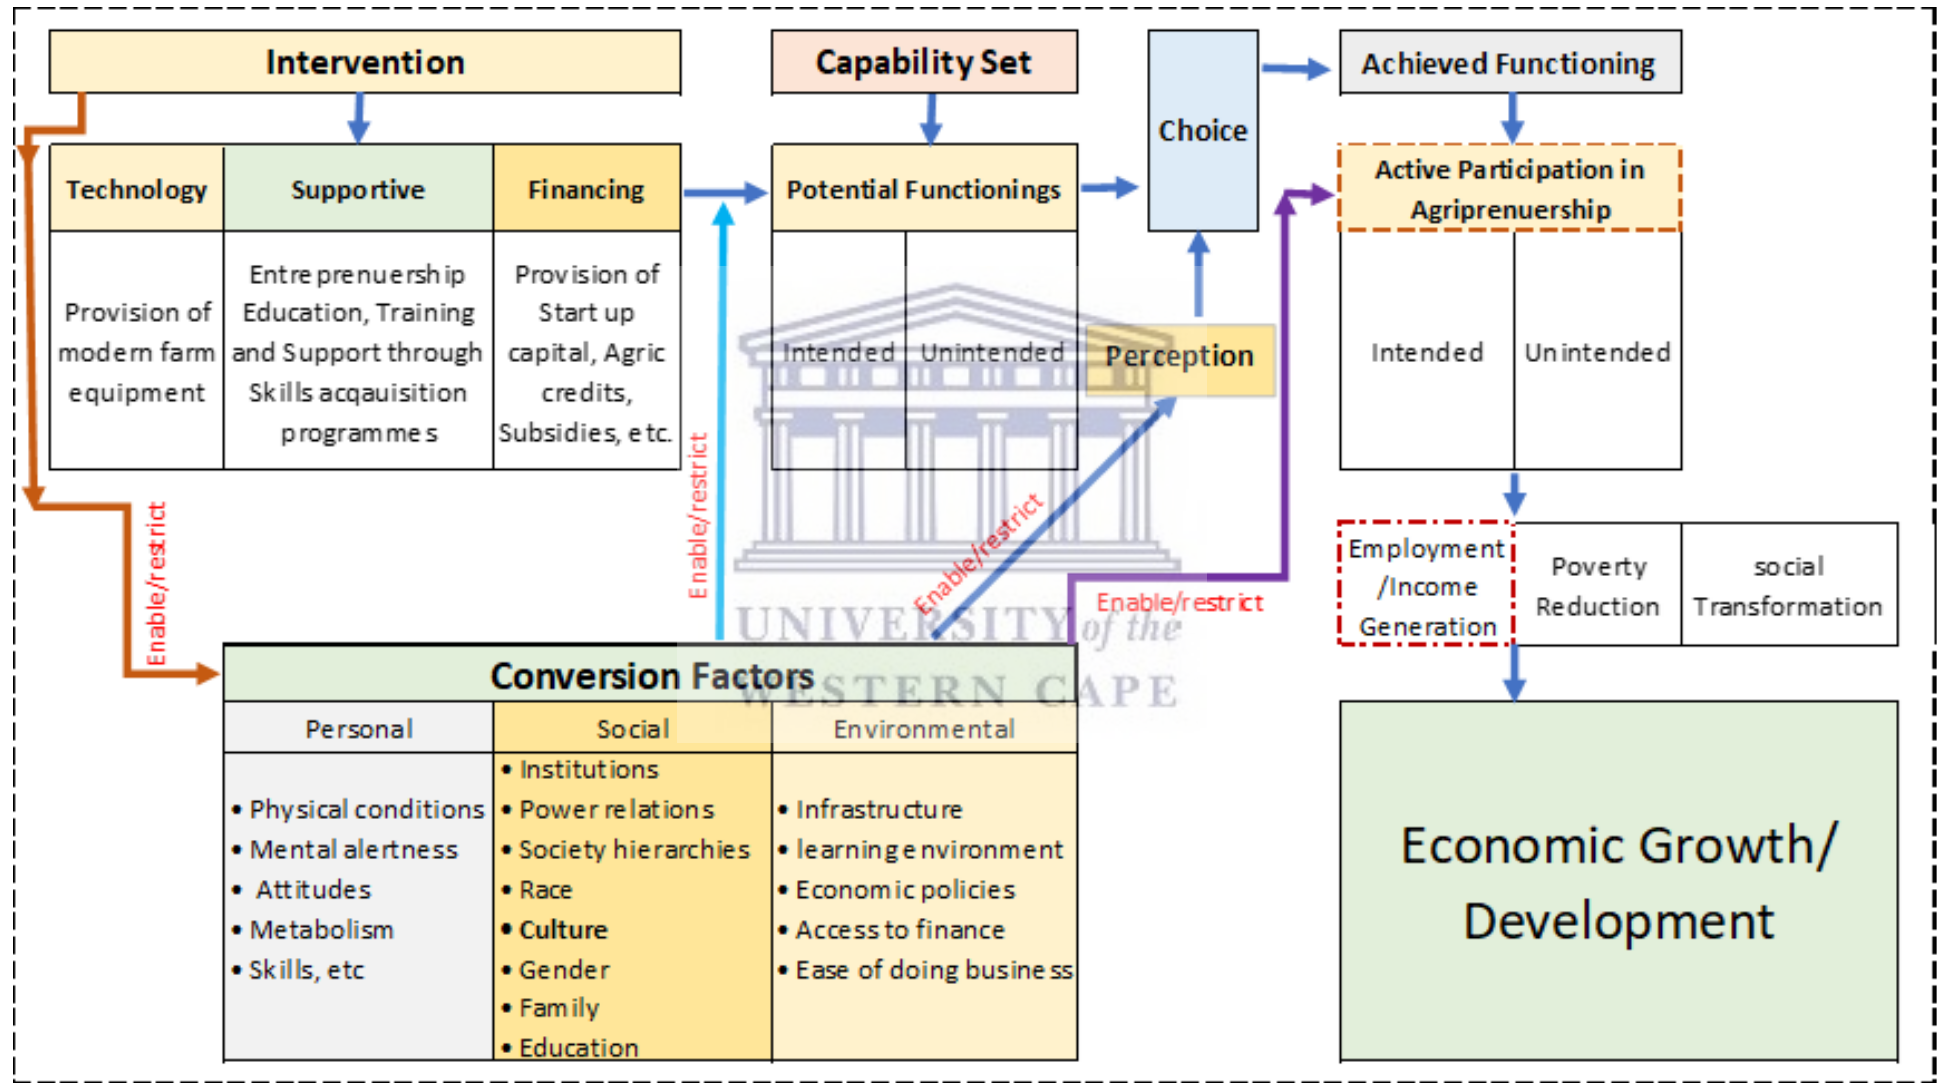 Intervention
Technology
Supportive
Financing
Provision of
modern farm
equipment
Entreprenuership
Education, Training
and Support through
Skills acqauisition
programmes
Provision of
Start up
capital, Agric
credits,
Subsidies, etc.
Capability Set
Potential Functionings
Intended
Unintended
Choice
Perception
Achieved Functioning
Active Participation in
Agriprenuership
Intended
Unintended
Employment
/Income
Generation
Poverty
Reduction
social
Transformation
Economic Growth/
Development
Enable/restrict
Enable/restrict
Enable/restrict
Enable/restrict
UNIVERSITY of the
WESTERN CAPE
Conversion Factors
Personal
• Physical conditions
• Mental alertness
• Attitudes
• Metabolism
• Skills, etc
Social
• Institutions
• Power relations
• Society hierarchies
• Race
• Culture
• Gender
• Family
• Education
Environmental
• Infrastructure
• learning environment
• Economic policies
• Access to finance
• Ease of doing business